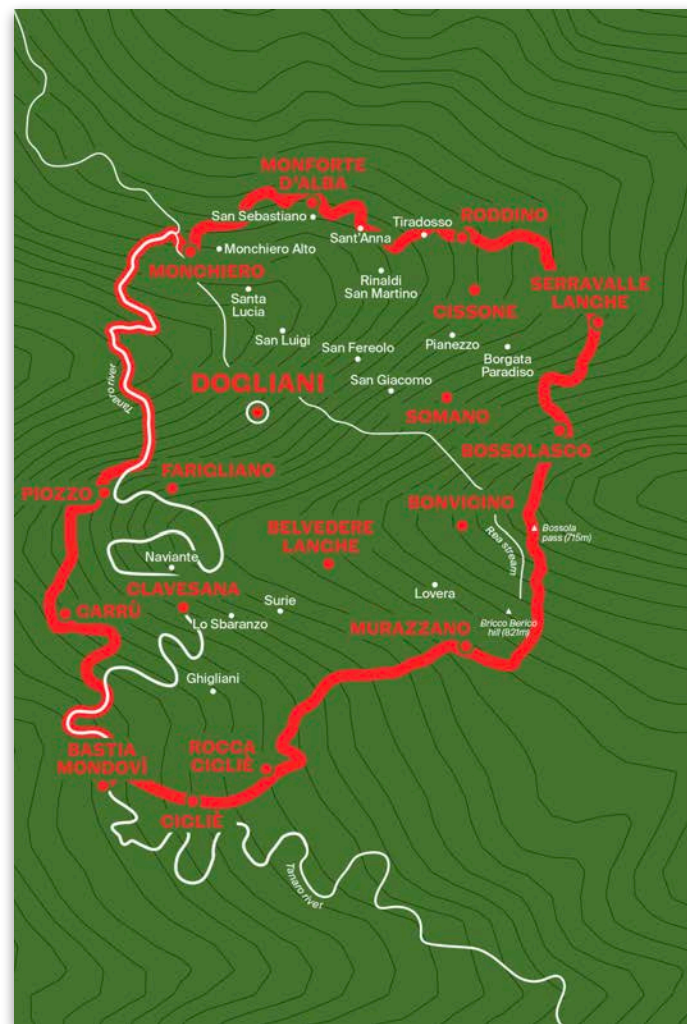 MONFORTE
D'ALBA
San Sebastiano
Tiradosso
RODDINO
Sant'Anna
Monchiero Alto
MONCHIERO
Rinaldi
San Martino
SERRAVALLE
LANGHE
Santa
Lucia
CISSONE
San Luigi
San Fereolo
Pianezzo
Borgata
Paradiso
Tanaro river
DOGLIANI
San Giacomo
SOMANO
BOSSOLASCO
FARIGLIANO
PIOZZO
BONVICINO
BELVEDERE
LANGHE
Rea stream
Bossola
pass (715m)
Naviante
CLAVESANA
CARRÙ
Surie
Lo Sbaranzo
Lovera
MURAZZANO
Bricco Berico
hill (821m)
Ghigliani
BASTIA
MONDOVÌ
ROCCA
CIGLIÈ
CIGLIÈ
Tanaro river